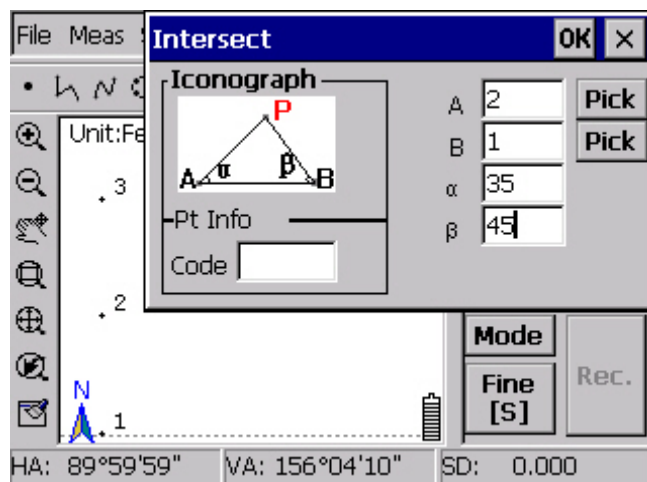 File Meas
Intersect OK ×
Iconograph
P
A α β B
A 2 Pick
B 1 Pick
α 35
β 45
Pt Info
Code
Unit:Fe
3
2
N
1
Mode
Fine
[S]
Rec.
HA: 89°59'59" VA: 156°04'10" SD: 0.000